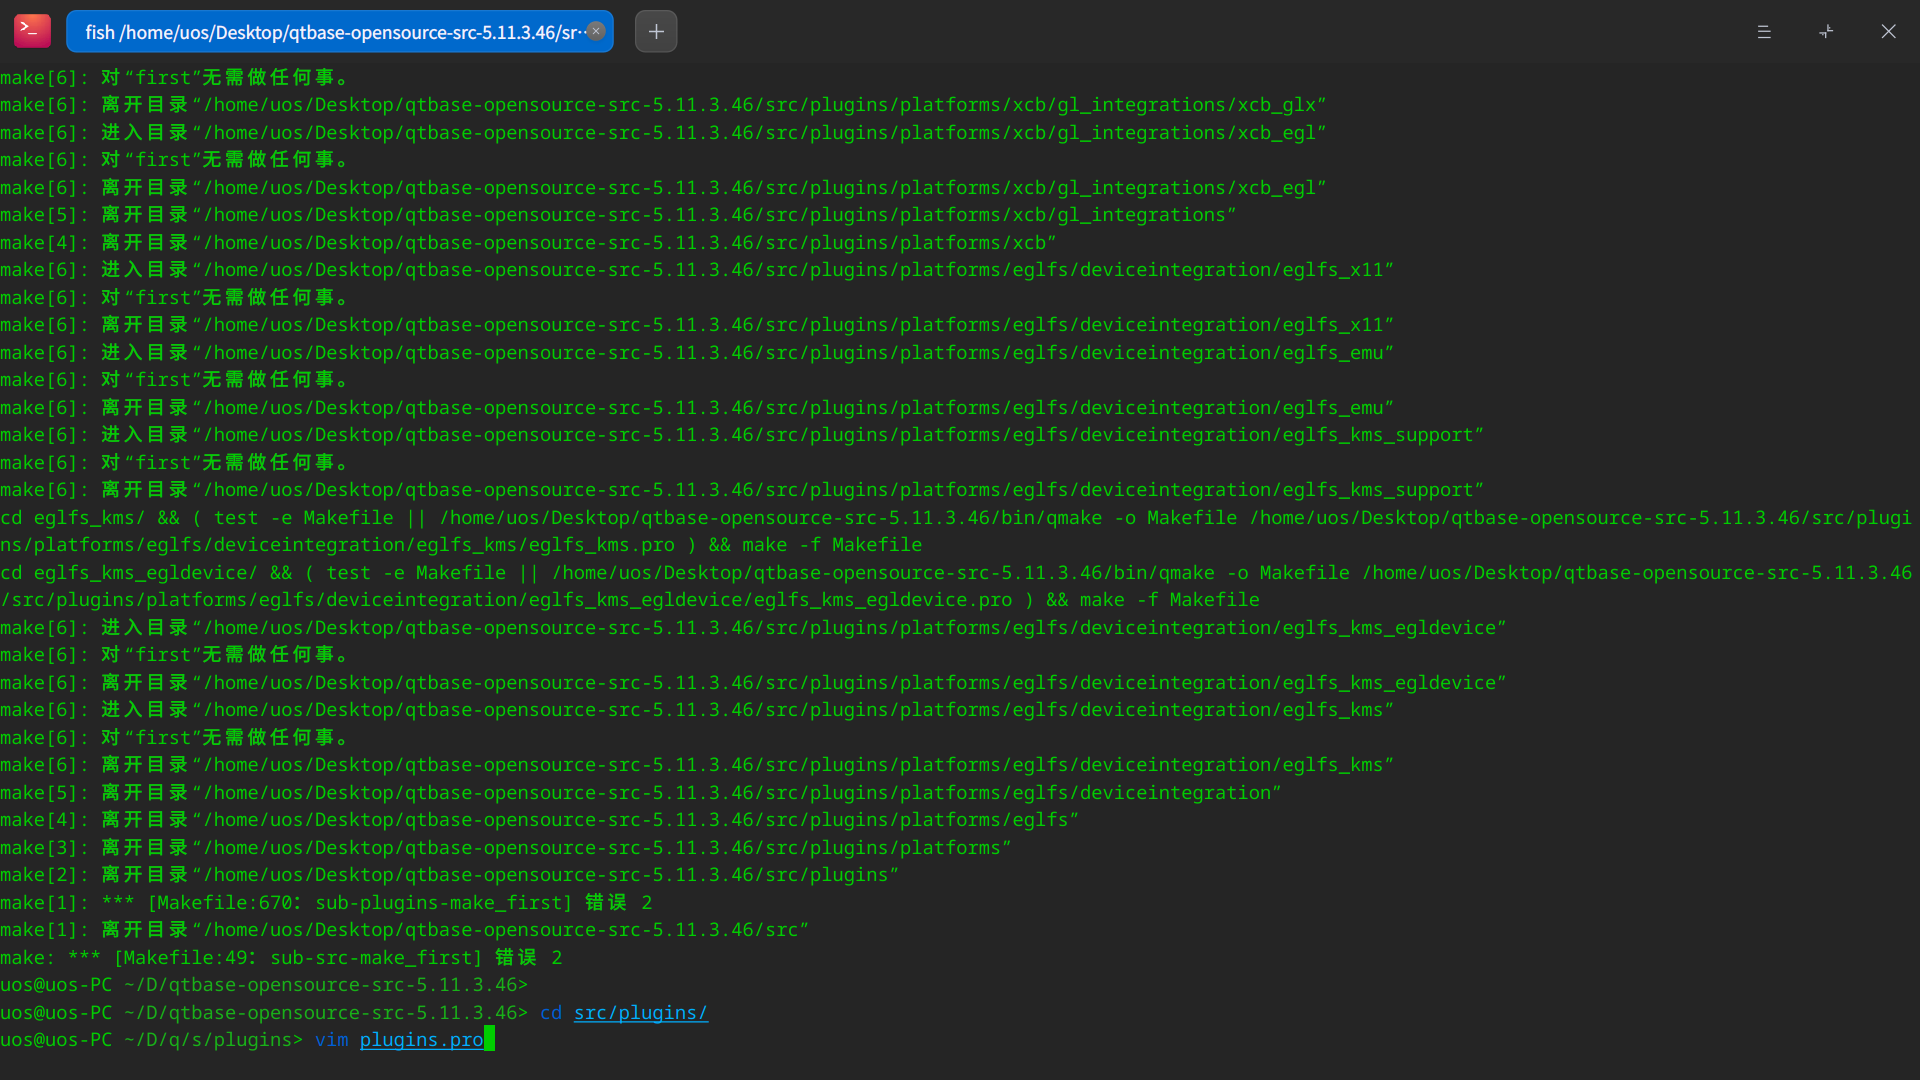 fish /home/uos/Desktop/qtbase-opensource-src-5.11.3.46/sr··
make[6]: 对“first”无需做任何事。
make[6]: 离开目录“/home/uos/Desktop/qtbase-opensource-src-5.11.3.46/src/plugins/platforms/xcb/gl_integrations/xcb_glx”
make[6]: 进入目录“/home/uos/Desktop/qtbase-opensource-src-5.11.3.46/src/plugins/platforms/xcb/gl_integrations/xcb_egl”
make[6]: 对“first”无需做任何事。
make[6]: 离开目录“/home/uos/Desktop/qtbase-opensource-src-5.11.3.46/src/plugins/platforms/xcb/gl_integrations/xcb_egl”
make[5]: 离开目录“/home/uos/Desktop/qtbase-opensource-src-5.11.3.46/src/plugins/platforms/xcb/gl_integrations”
make[4]: 离开目录“/home/uos/Desktop/qtbase-opensource-src-5.11.3.46/src/plugins/platforms/xcb”
make[6]: 进入目录“/home/uos/Desktop/qtbase-opensource-src-5.11.3.46/src/plugins/platforms/eglfs/deviceintegration/eglfs_x11”
make[6]: 对“first”无需做任何事。
make[6]: 离开目录“/home/uos/Desktop/qtbase-opensource-src-5.11.3.46/src/plugins/platforms/eglfs/deviceintegration/eglfs_x11”
make[6]: 进入目录“/home/uos/Desktop/qtbase-opensource-src-5.11.3.46/src/plugins/platforms/eglfs/deviceintegration/eglfs_emu”
make[6]: 对“first”无需做任何事。
make[6]: 离开目录“/home/uos/Desktop/qtbase-opensource-src-5.11.3.46/src/plugins/platforms/eglfs/deviceintegration/eglfs_emu”
make[6]: 进入目录“/home/uos/Desktop/qtbase-opensource-src-5.11.3.46/src/plugins/platforms/eglfs/deviceintegration/eglfs_kms_support”
make[6]: 对“first”无需做任何事。
make[6]: 离开目录“/home/uos/Desktop/qtbase-opensource-src-5.11.3.46/src/plugins/platforms/eglfs/deviceintegration/eglfs_kms_support”
cd eglfs_kms/ && ( test -e Makefile || /home/uos/Desktop/qtbase-opensource-src-5.11.3.46/bin/qmake -o Makefile /home/uos/Desktop/qtbase-opensource-src-5.11.3.46/src/plugi
ns/platforms/eglfs/deviceintegration/eglfs_kms/eglfs_kms.pro ) && make -f Makefile
cd eglfs_kms_egldevice/ && ( test -e Makefile || /home/uos/Desktop/qtbase-opensource-src-5.11.3.46/bin/qmake -o Makefile /home/uos/Desktop/qtbase-opensource-src-5.11.3.46
/src/plugins/platforms/eglfs/deviceintegration/eglfs_kms_egldevice/eglfs_kms_egldevice.pro ) && make -f Makefile
make[6]: 进入目录“/home/uos/Desktop/qtbase-opensource-src-5.11.3.46/src/plugins/platforms/eglfs/deviceintegration/eglfs_kms_egldevice”
make[6]: 对“first”无需做任何事。
make[6]: 离开目录“/home/uos/Desktop/qtbase-opensource-src-5.11.3.46/src/plugins/platforms/eglfs/deviceintegration/eglfs_kms_egldevice”
make[6]: 进入目录“/home/uos/Desktop/qtbase-opensource-src-5.11.3.46/src/plugins/platforms/eglfs/deviceintegration/eglfs_kms”
make[6]: 对“first”无需做任何事。
make[6]: 离开目录“/home/uos/Desktop/qtbase-opensource-src-5.11.3.46/src/plugins/platforms/eglfs/deviceintegration/eglfs_kms”
make[5]: 离开目录“/home/uos/Desktop/qtbase-opensource-src-5.11.3.46/src/plugins/platforms/eglfs/deviceintegration”
make[4]: 离开目录“/home/uos/Desktop/qtbase-opensource-src-5.11.3.46/src/plugins/platforms/eglfs”
make[3]: 离开目录“/home/uos/Desktop/qtbase-opensource-src-5.11.3.46/src/plugins/platforms”
make[2]: 离开目录“/home/uos/Desktop/qtbase-opensource-src-5.11.3.46/src/plugins”
make[1]: *** [Makefile:670：sub-plugins-make_first] 错误 2
make[1]: 离开目录“/home/uos/Desktop/qtbase-opensource-src-5.11.3.46/src”
make: *** [Makefile:49：sub-src-make_first] 错误 2
uos@uos-PC ~/D/qtbase-opensource-src-5.11.3.46>
uos@uos-PC ~/D/qtbase-opensource-src-5.11.3.46> cd src/plugins/
uos@uos-PC ~/D/q/s/plugins> vim plugins.pro